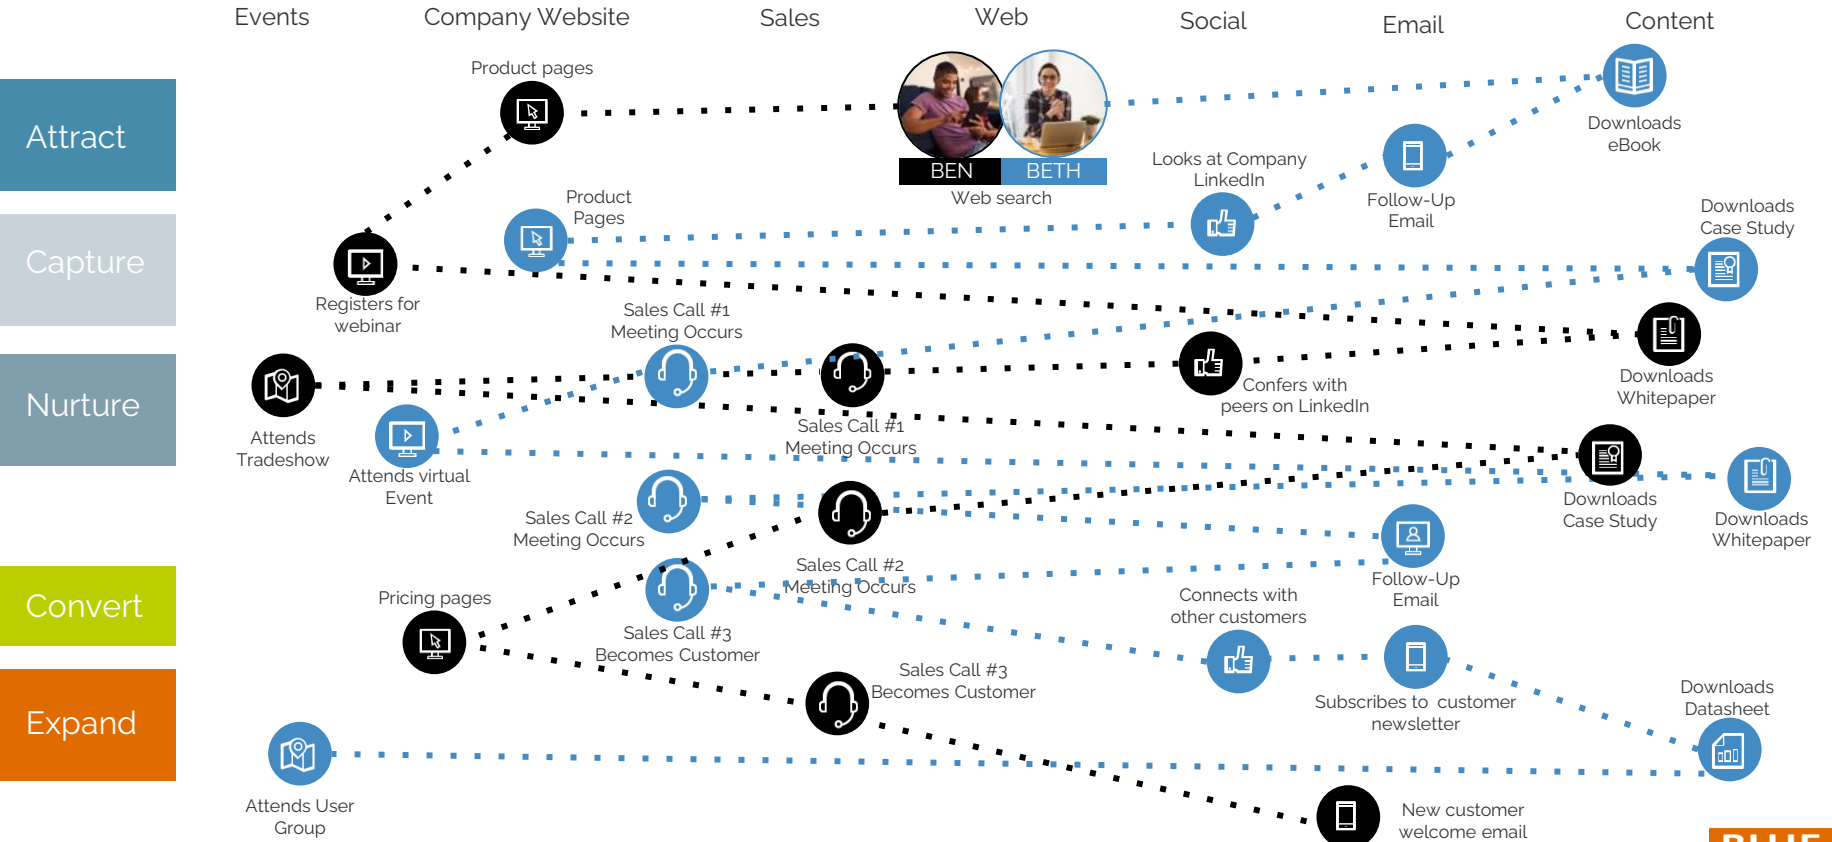 Events
Company Website
Sales
Web
Social
Email
Content
Attract
Capture
Nurture
Convert
Expand
Product pages
BEN
BETH
Web search
Looks at Company
LinkedIn
Follow-Up
Email
Downloads
eBook
Product
Pages
Downloads
Case Study
Registers for
webinar
Sales Call #1
Meeting Occurs
Confers with
peers on LinkedIn
Downloads
Whitepaper
Attends
Tradeshow
Sales Call #1
Meeting Occurs
Attends virtual
Event
Downloads
Case Study
Downloads
Whitepaper
Sales Call #2
Meeting Occurs
Sales Call #2
Meeting Occurs
Follow-Up
Email
Pricing pages
Connects with
other customers
Sales Call #3
Becomes Customer
Sales Call #3
Becomes Customer
Subscribes to customer
newsletter
Downloads
Datasheet
Attends User
Group
New customer
welcome email